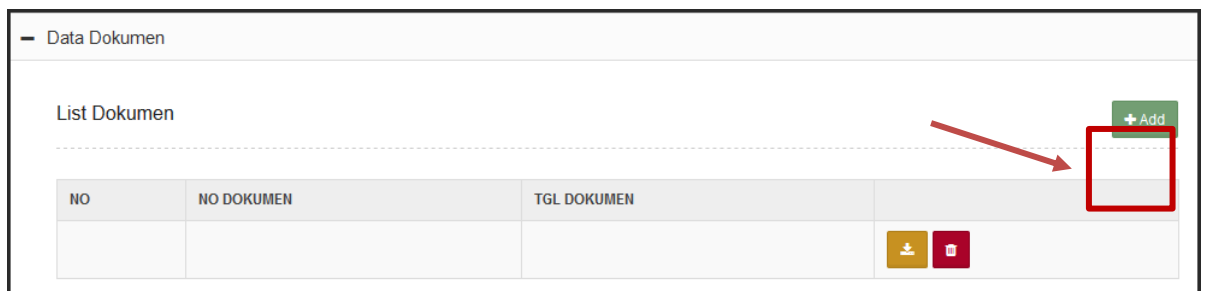 Data Dokumen
List Dokumen
Add
NO NO DOKUMEN TGL DOKUMEN